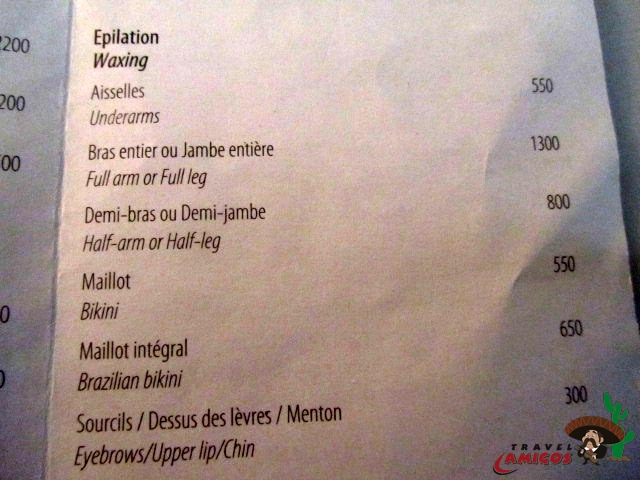 2200
200
00
0
0
Epilation
Waxing
Aisselles 550
Underarms
Bras entier ou Jambe entière 1300
Full arm or Full leg
Demi-bras ou Demi-jambe 800
Half-arm or Half-leg
Maillot 550
Bikini
Maillot intégral 650
Brazilian bikini
Sourcils / Dessus des lèvres / Menton 300
Eyebrows/Upper lip/Chin
TRAVEL
AMIGOS